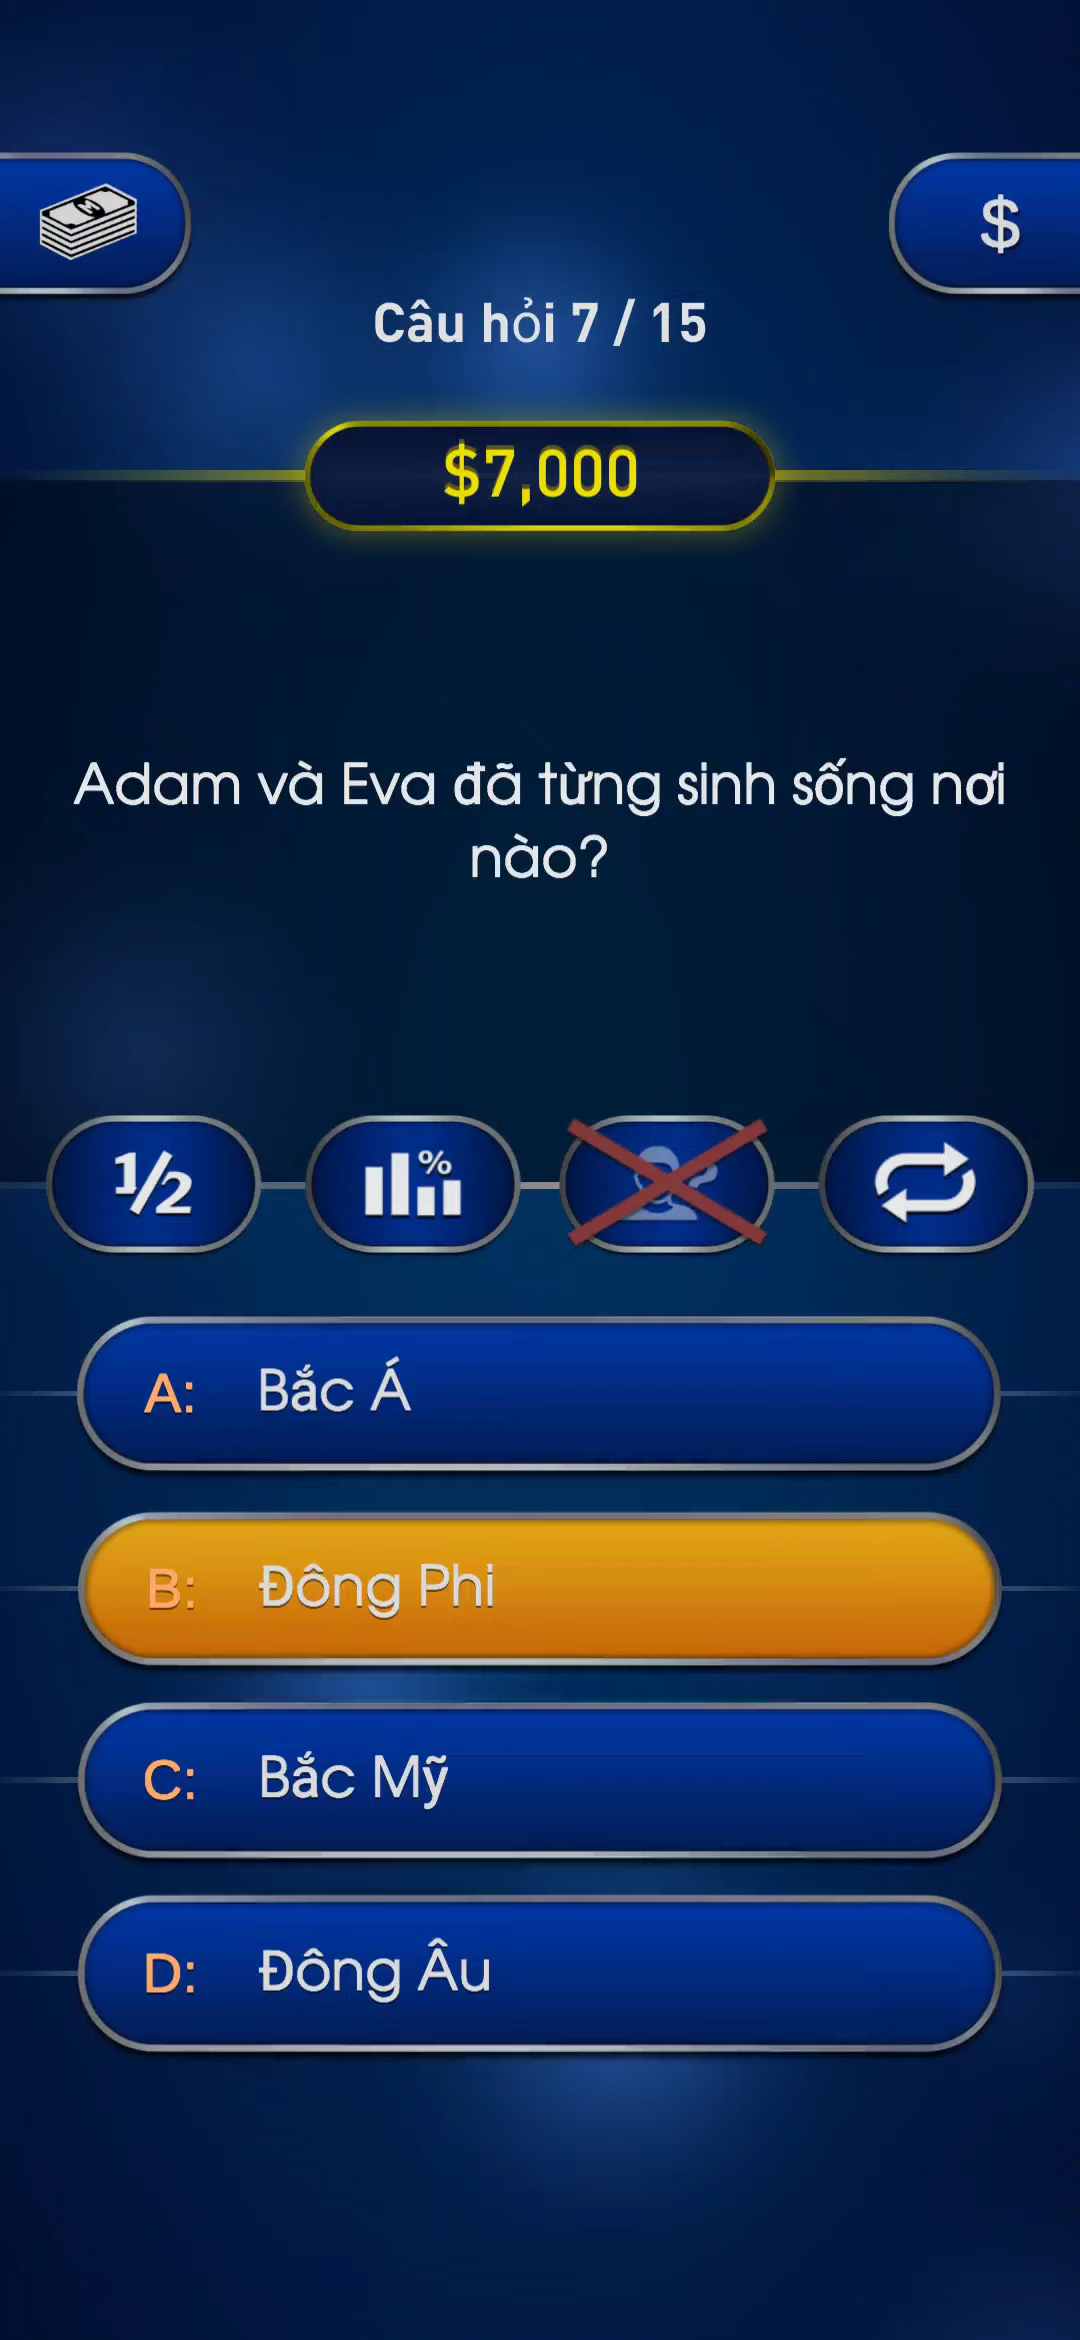 $
Câu hỏi 7 / 15
$7,000
Adam và Eva đã từng sinh sống nơi
nào?
1/2
%
A: Bắc Á
B: Đông Phi
C: Bắc Mỹ
D: Đông Âu